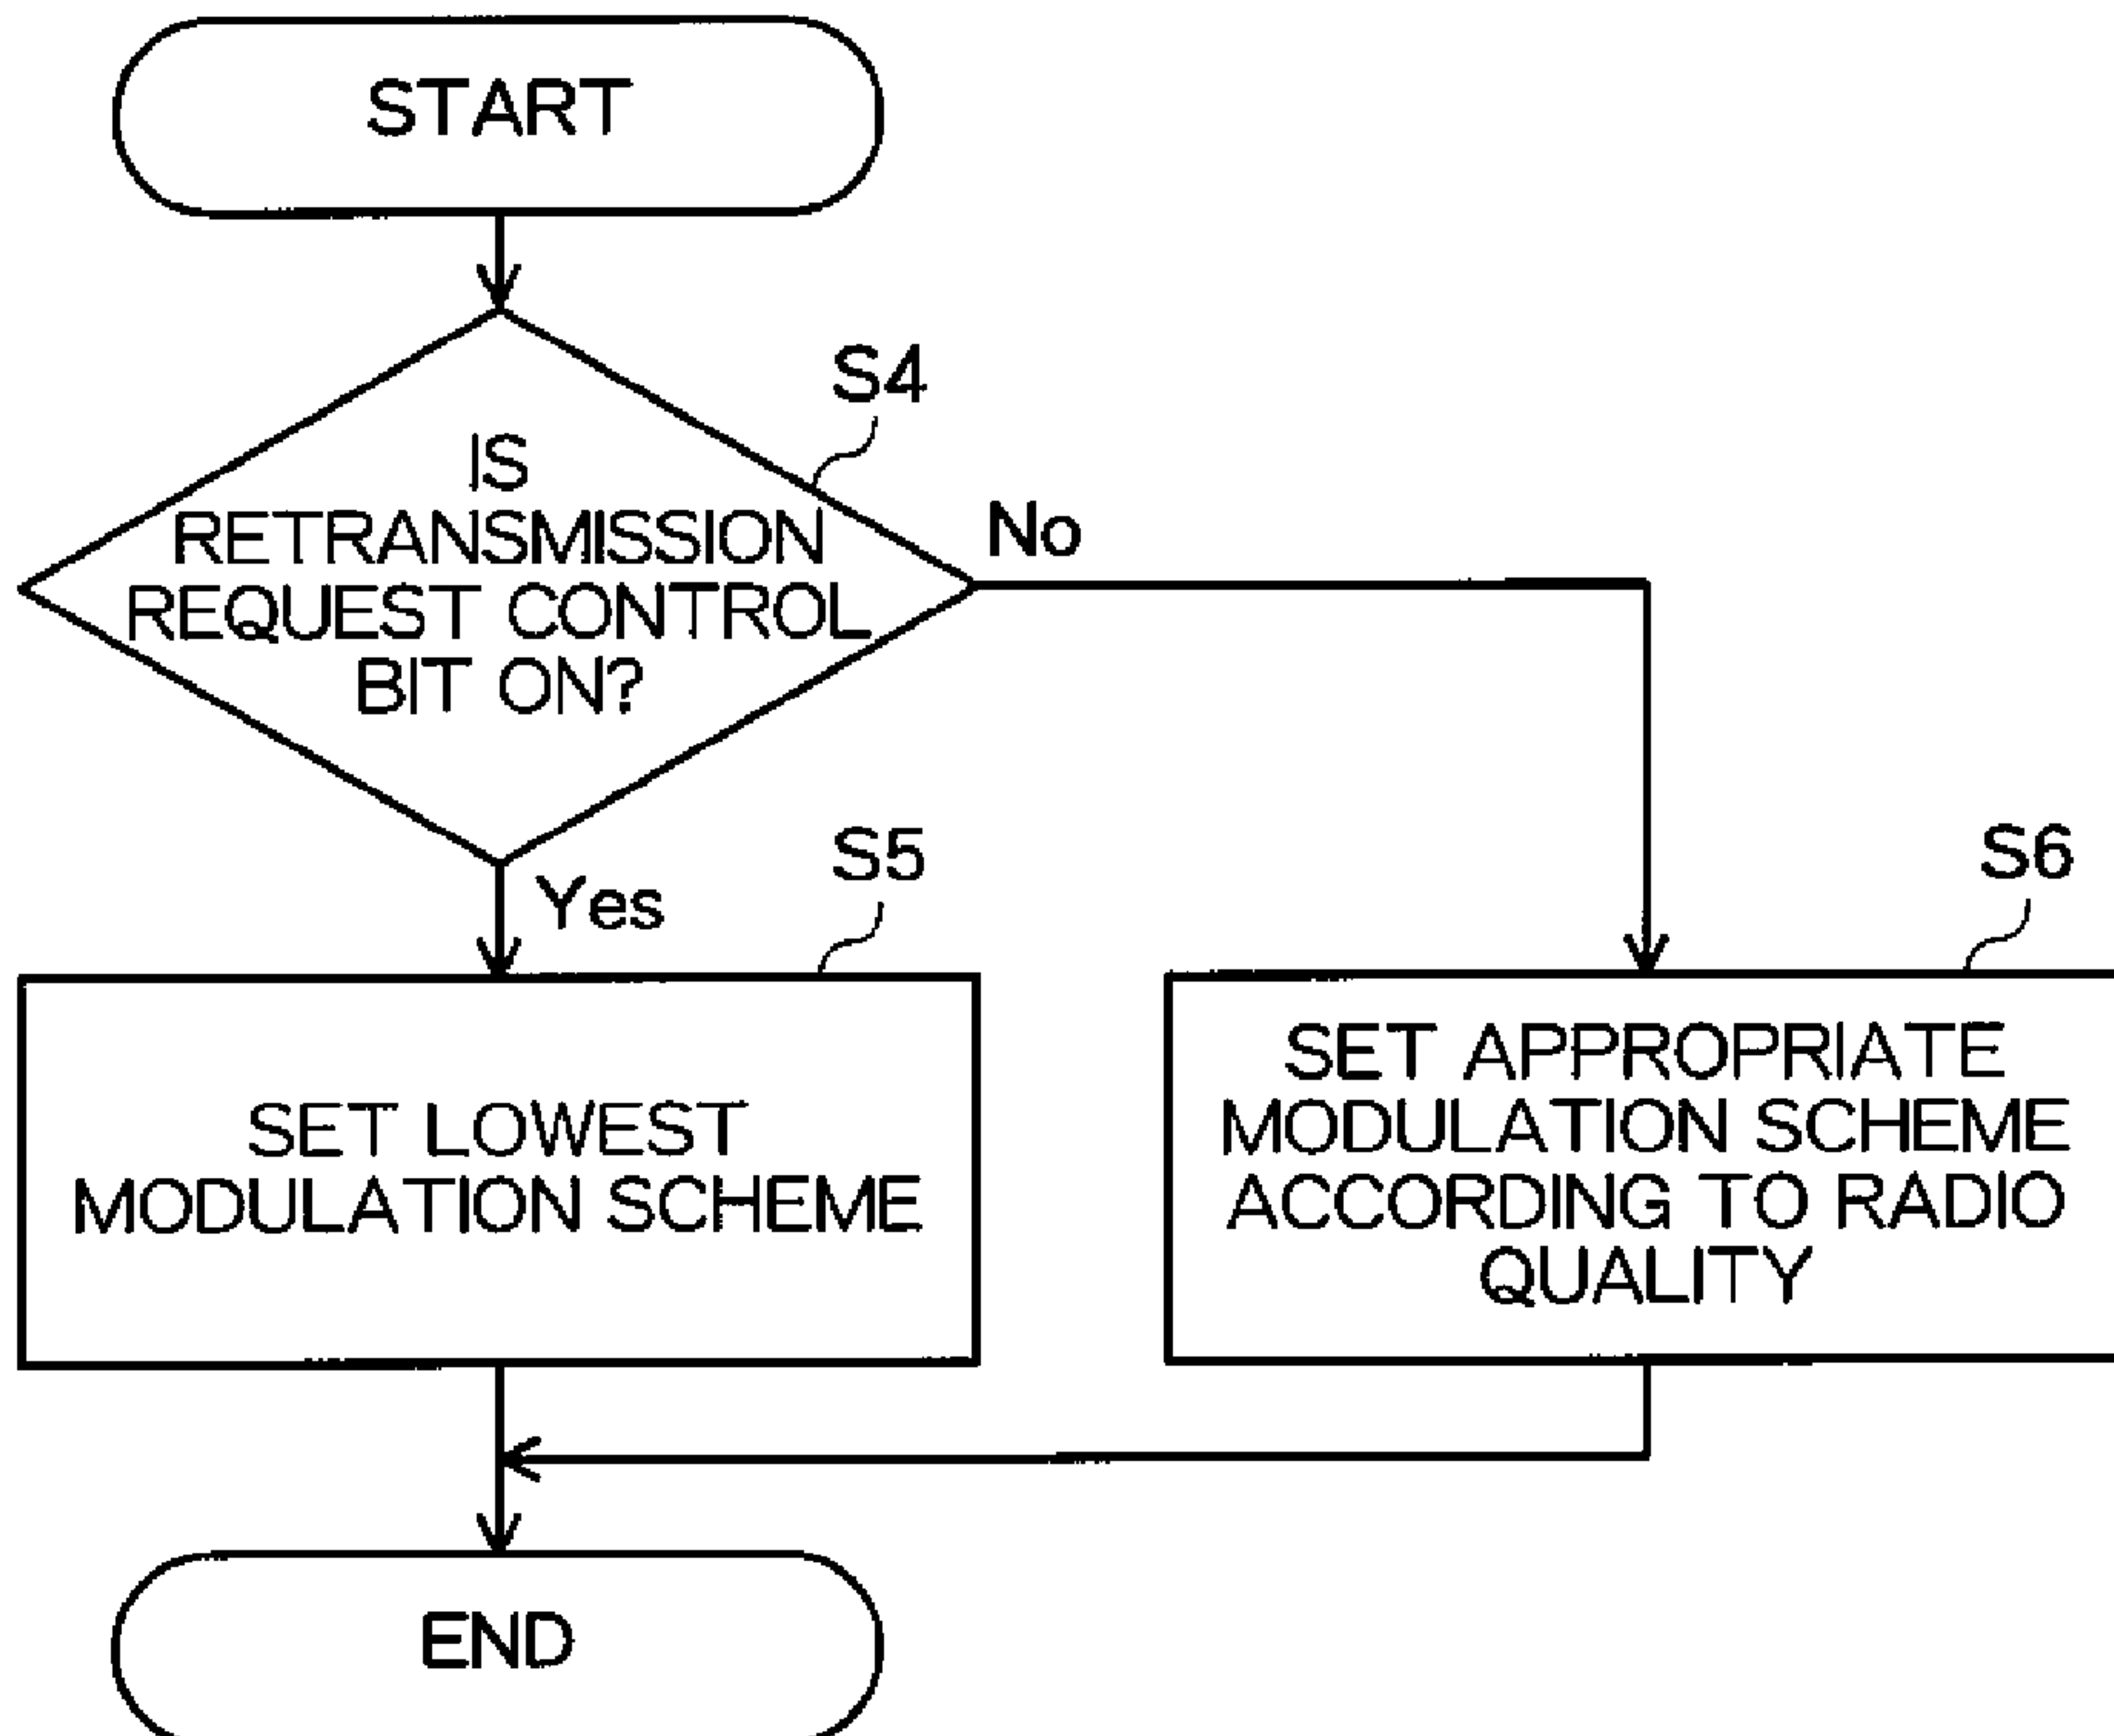 START
S4
IS
RETRANSMISSION
REQUEST CONTROL
BIT ON?
No
Yes
S5
SET LOWEST
MODULATION SCHEME
S6
SET APPROPRIATE
MODULATION SCHEME
ACCORDING TO RADIO
QUALITY
END